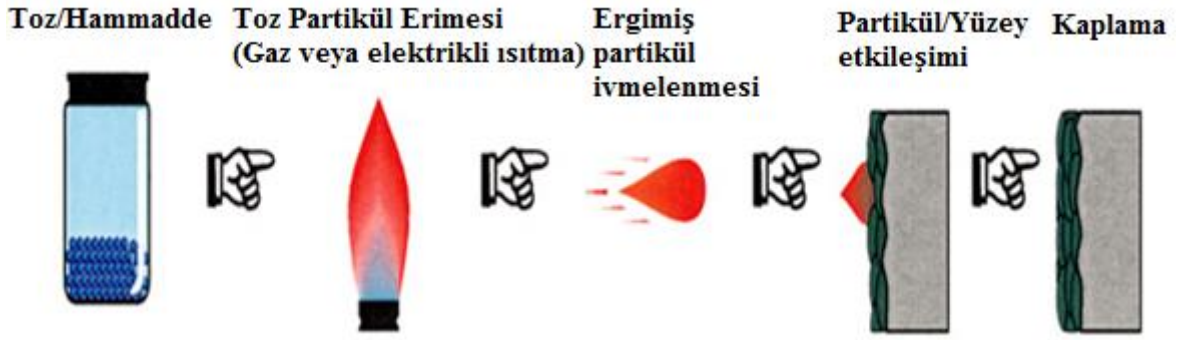 Toz/Hammadde
Toz Partikül Erimesi
(Gaz veya elektrikli ısıtma)
Ergimiş
partikül
ivmelenmesi
Partikül/Yüzey
etkileşimi
Kaplama